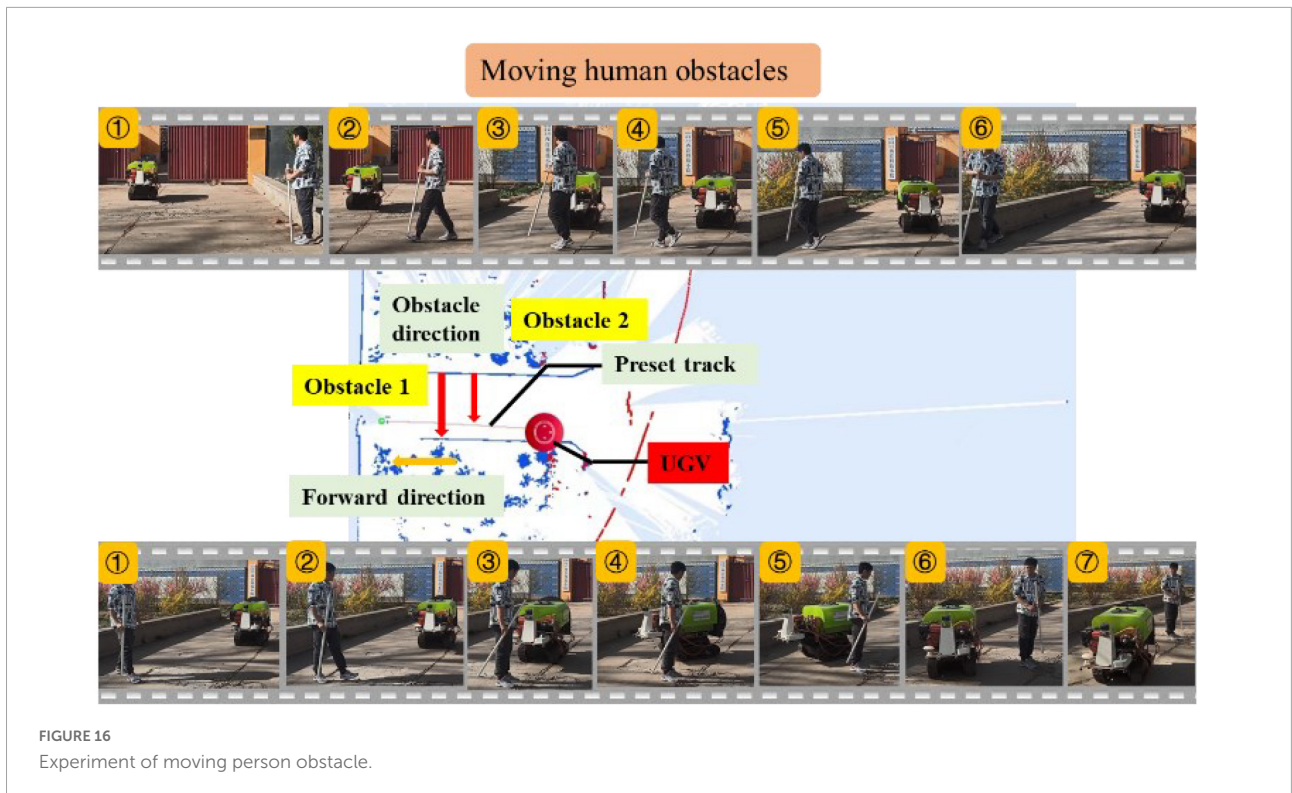 Moving human obstacles
① ② ③ ④ ⑤ ⑥
Obstacle
direction
Obstacle 2
Preset track
Obstacle 1
UGV
Forward direction
① ② ③ ④ ⑤ ⑥ ⑦
FIGURE 16
Experiment of moving person obstacle.